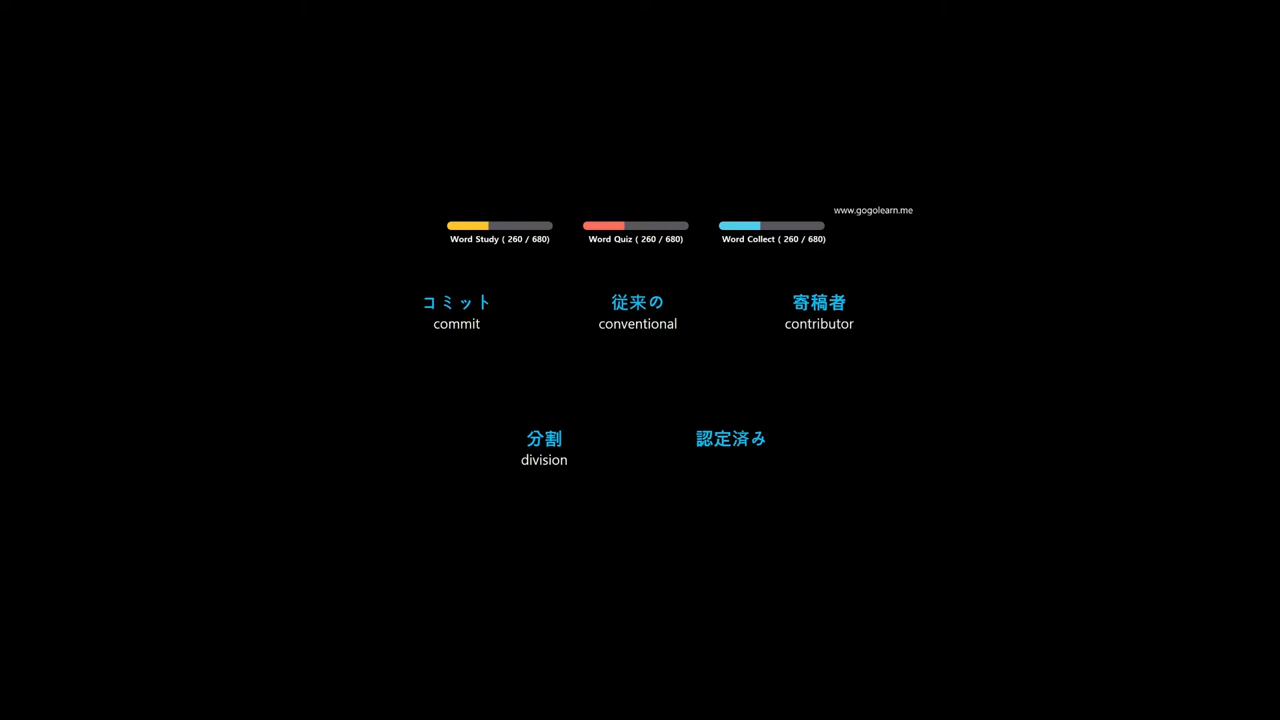 www.gogolearn.me
Word Study ( 260 / 680)
Word Quiz ( 260 / 680)
Word Collect ( 260 / 680)
コミット
commit
従来の
conventional
寄稿者
contributor
分割
division
認定済み